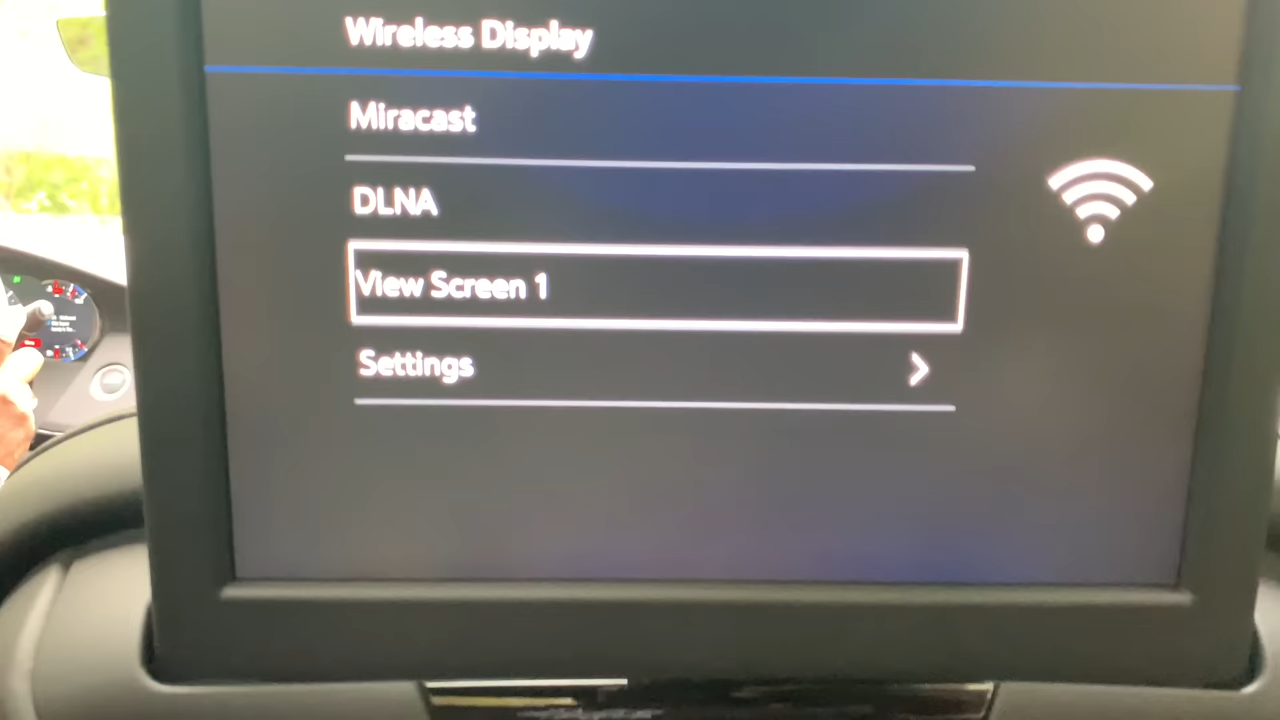 Wireless Display
Miracast
DLNA
View Screen 1
Settings